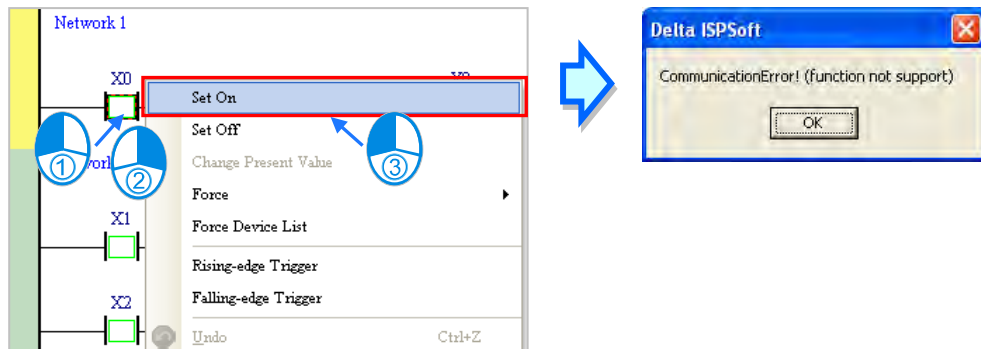 Network 1
X0
Set On
Set Off
Change Present Value
Force
Force Device List
X1
Rising-edge Trigger
Falling-edge Trigger
X2
Undo Ctrl+Z
1
2
3
Delta ISPSoft
CommunicationError! (function not support)
OK